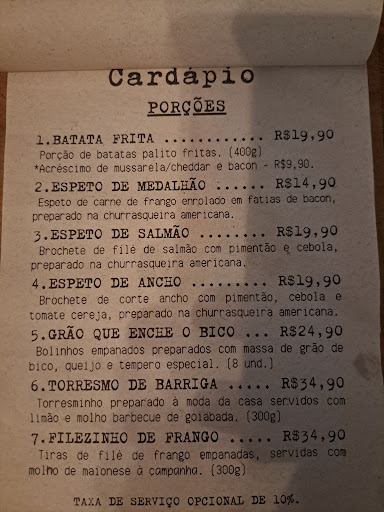 Cardápio
PORÇÕES
1.BATATA FRITA ............ R$19,90
Porção de batatas palito fritas. (400g)
*Acréscimo de mussarela/cheddar e bacon - R$9,90.
2.ESPETO DE MEDALHÃO ...... R$14,90
Espeto de carne de frango enrolado em fatias de bacon,
preparado na churrasqueira americana.
3.ESPETO DE SALMÃO ........ R$19,90
Brochete de filé de salmão com pimentão e cebola,
preparado na churrasqueira americana.
4.ESPETO DE ANCHO ......... R$19,90
Brochete de corte ancho com pimentão, cebola e
tomate cereja, preparado na churrasqueira americana.
5.GRÃO QUE ENCHE O BICO ... R$24,90
Bolinhos empanados preparados com massa de grão de
bico, queijo e tempero especial. (8 und.)
6.TORRESMO DE BARRIGA ..... R$34,90
Torresminho preparado à moda da casa servidos com
limão e molho barbecue de goiabada. (300g)
7.FILEZINHO DE FRANGO ..... R$34,90
Tiras de filé de frango empanadas, servidas com
molho de maionese à campanha. (300g)
TAXA DE SERVIÇO OPCIONAL DE 10%.